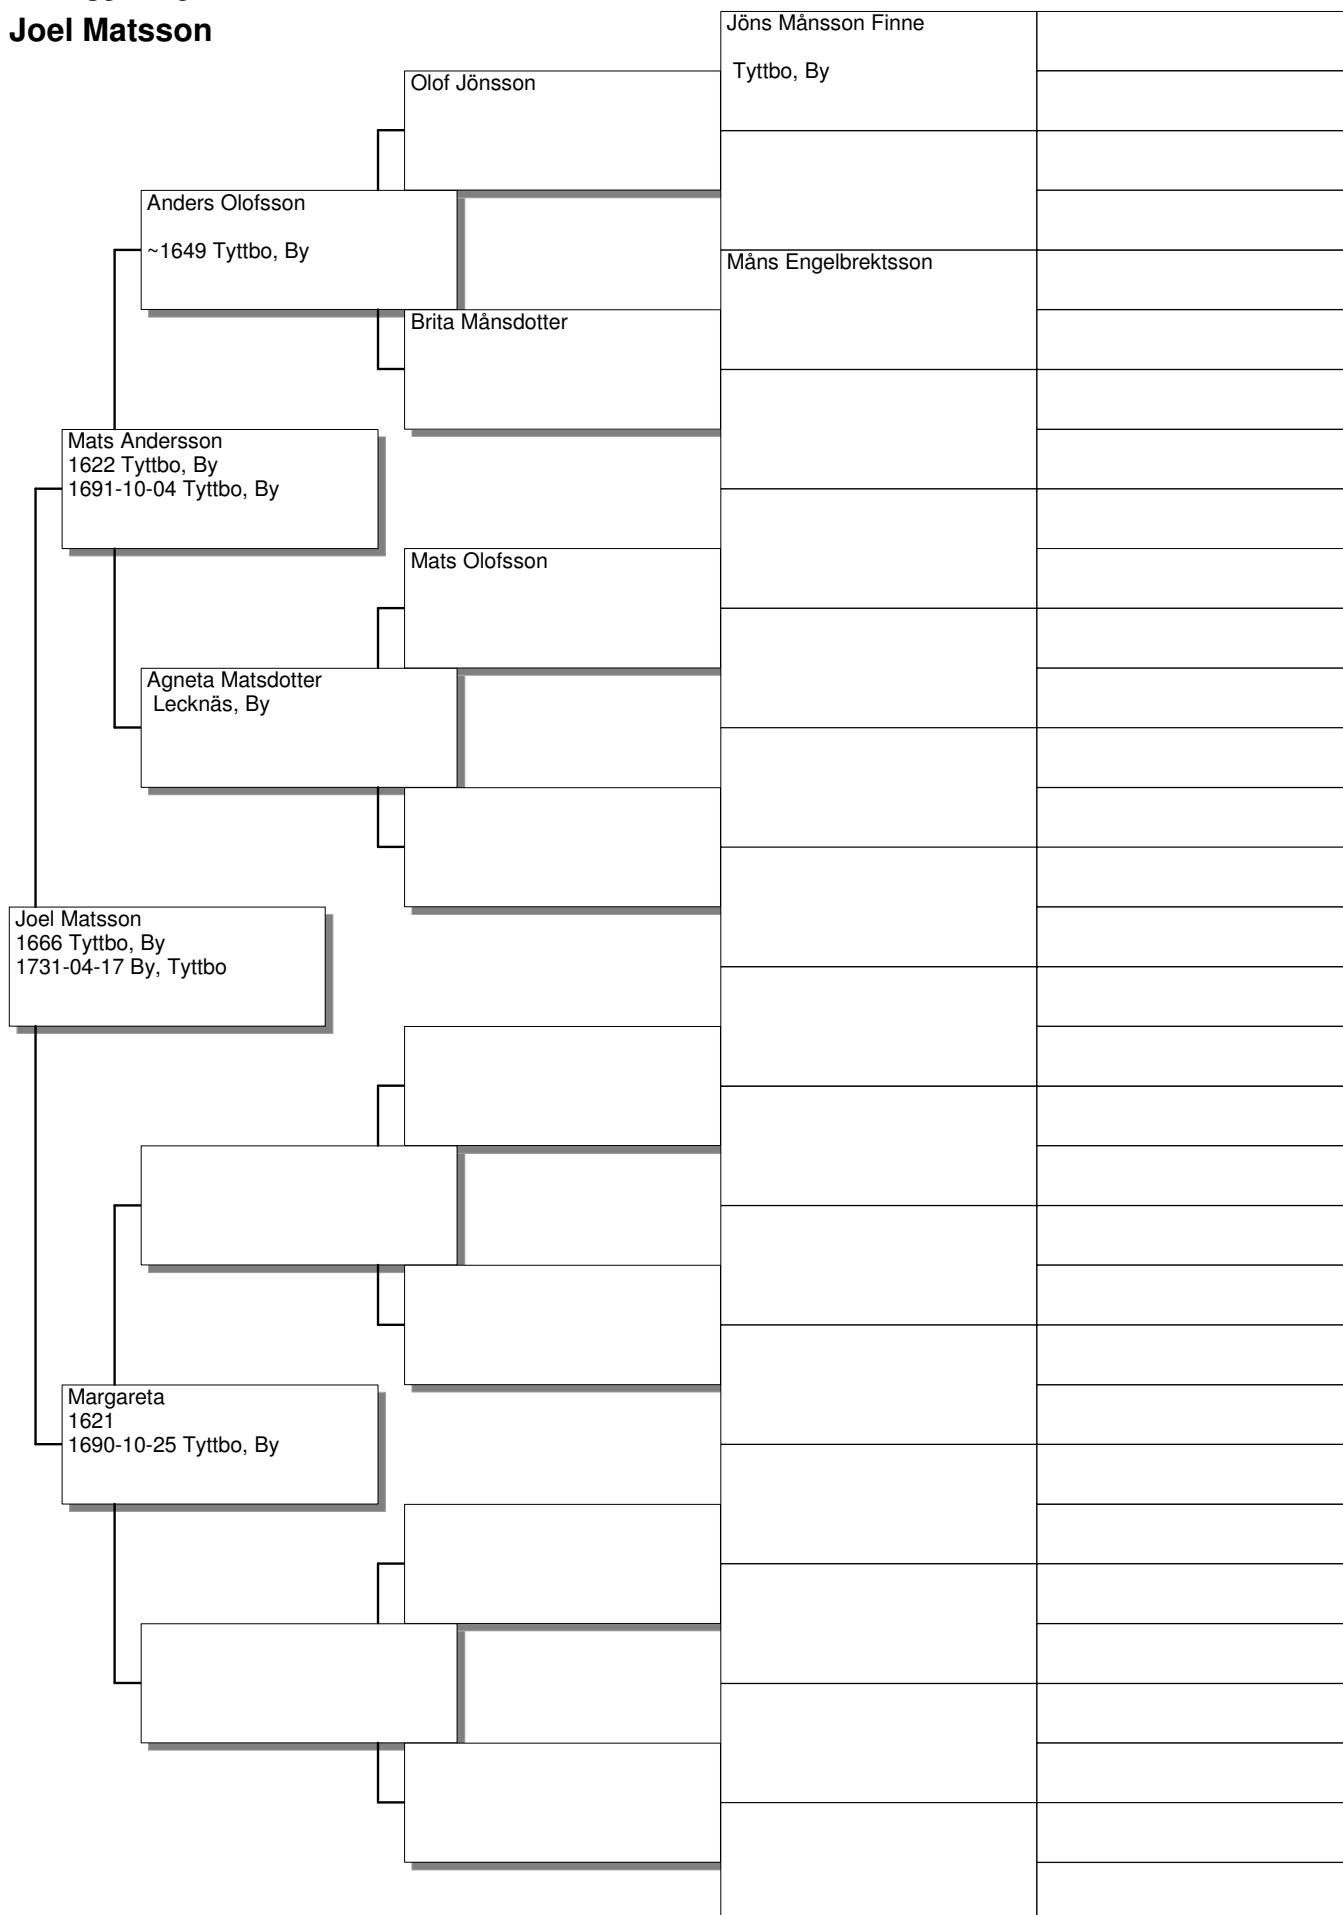 Joel Matsson
Jöns Månsson Finne
Tyttbo, By
Olof Jönsson
Anders Olofsson
~1649 Tyttbo, By
Måns Engelbrektsson
Brita Månsdotter
Mats Andersson
1622 Tyttbo, By
1691-10-04 Tyttbo, By
Mats Olofsson
Agneta Matsdotter
Lecknäs, By
Joel Matsson
1666 Tyttbo, By
1731-04-17 By, Tyttbo
Margareta
1621
1690-10-25 Tyttbo, By